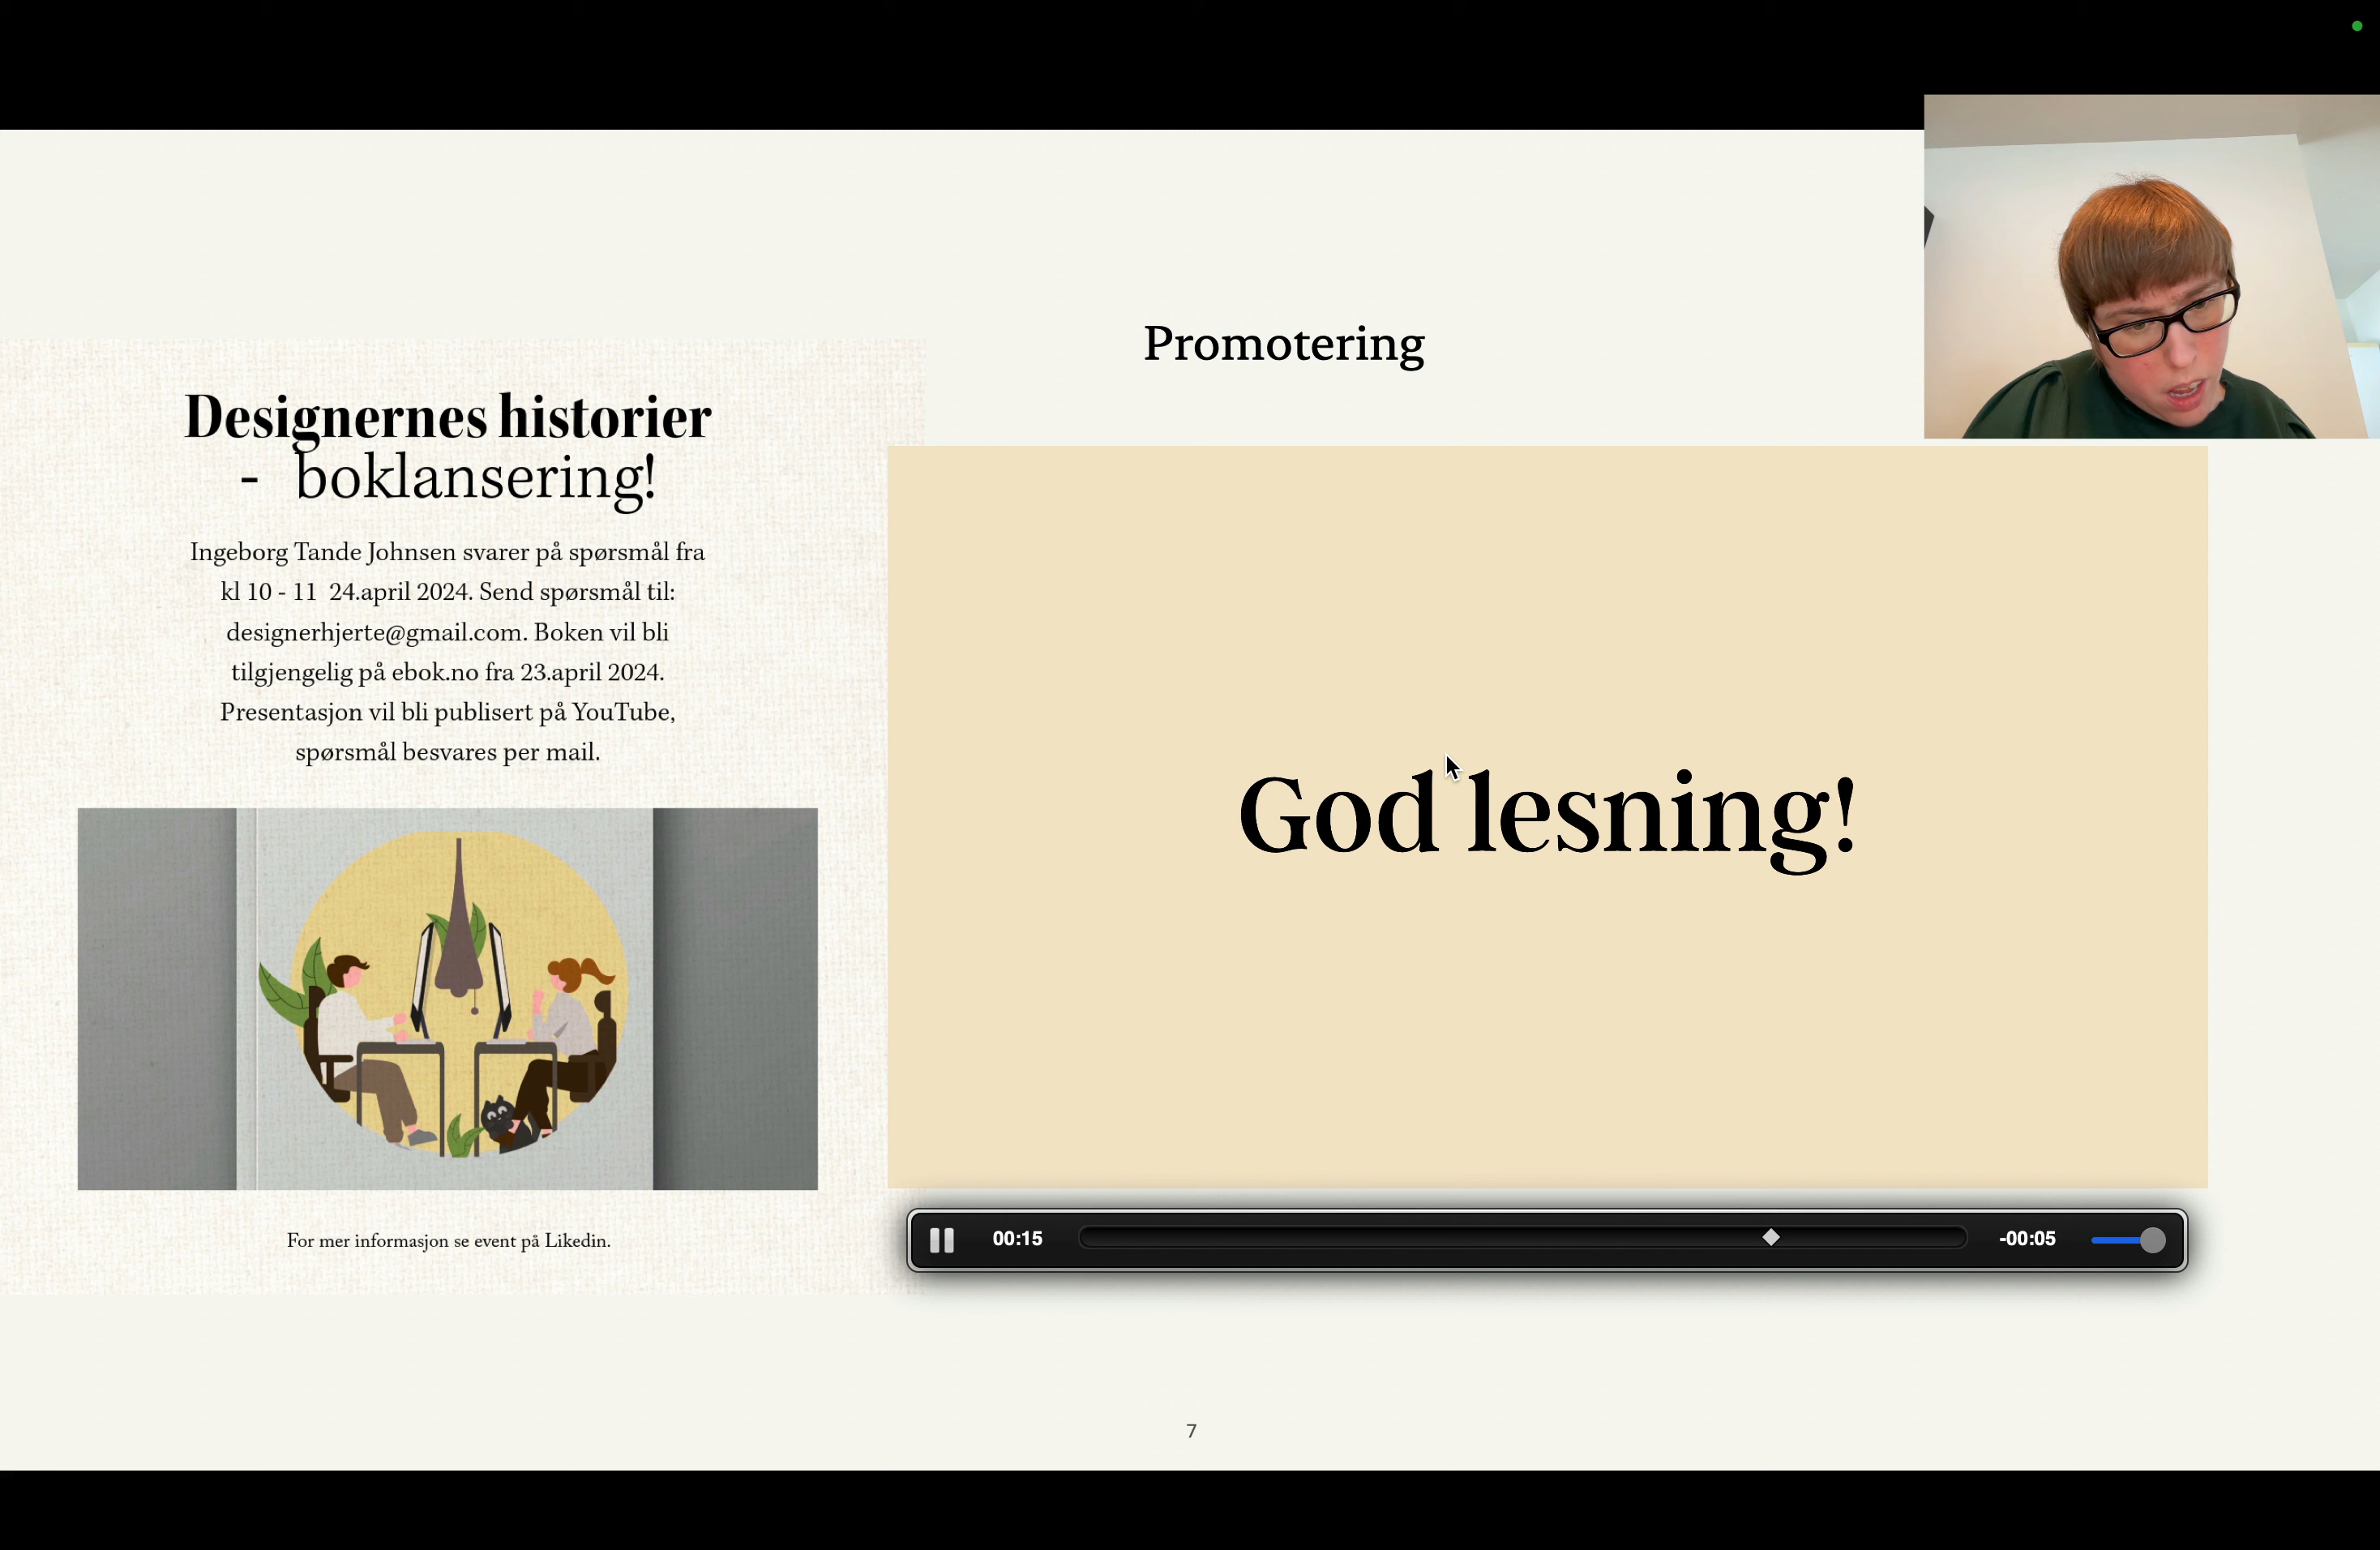 Promotering
Designernes historier
- boklansering!
Ingeborg Tande Johnsen svarer på spørsmål fra
kl 10 - 11 24.april 2024. Send spørsmål til:
designerhjerte@gmail.com. Boken vil bli
tilgjengelig på ebok.no fra 23.april 2024.
Presentasjon vil bli publisert på YouTube,
spørsmål besvares per mail.
For mer informasjon se event på Likedin.
God lesning!
00:15
-00:05
7